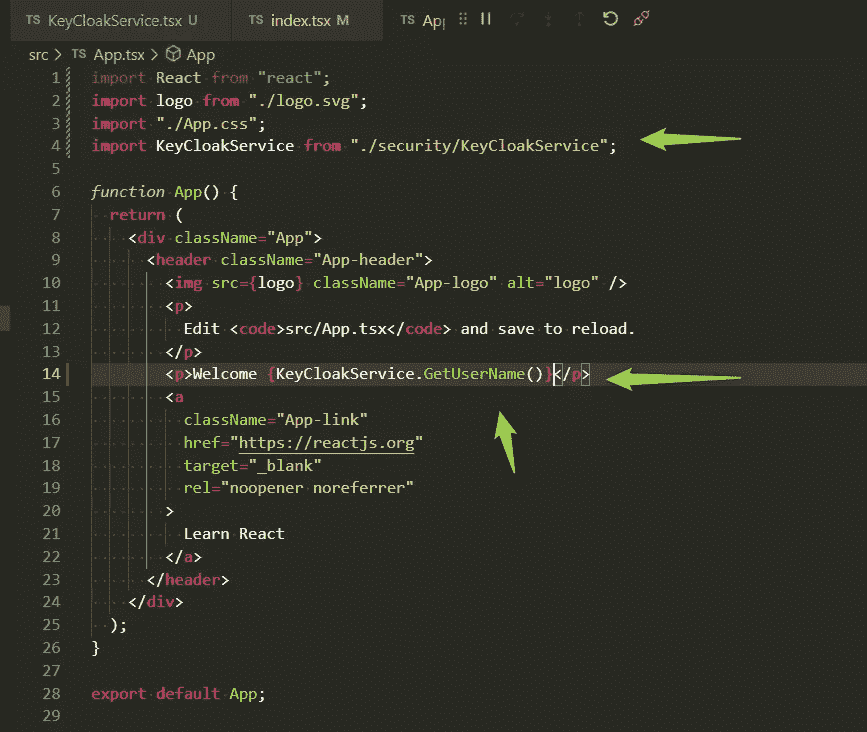 TS KeyCloakService.tsx U TS index.tsx M TS App
src > TS App.tsx > App
1 import React from "react";
2 import logo from "./logo.svg";
3 import "./App.css";
4 import KeyCloakService from "./security/KeyCloakService";
5
6 function App() {
7 return (
8 <div className="App">
9 <header className="App-header">
10 <img src={logo} className="App-logo" alt="logo" />
11 <p>
12 Edit <code>src/App.tsx</code> and save to reload.
13 </p>
14 <p>Welcome {KeyCloakService.GetUserName()}</p>
15 <a
16 className="App-link"
17 href="https://reactjs.org"
18 target="_blank"
19 rel="noopener noreferrer"
20 >
21 Learn React
22 </a>
23 </header>
24 </div>
25 );
26 }
27
28 export default App;
29